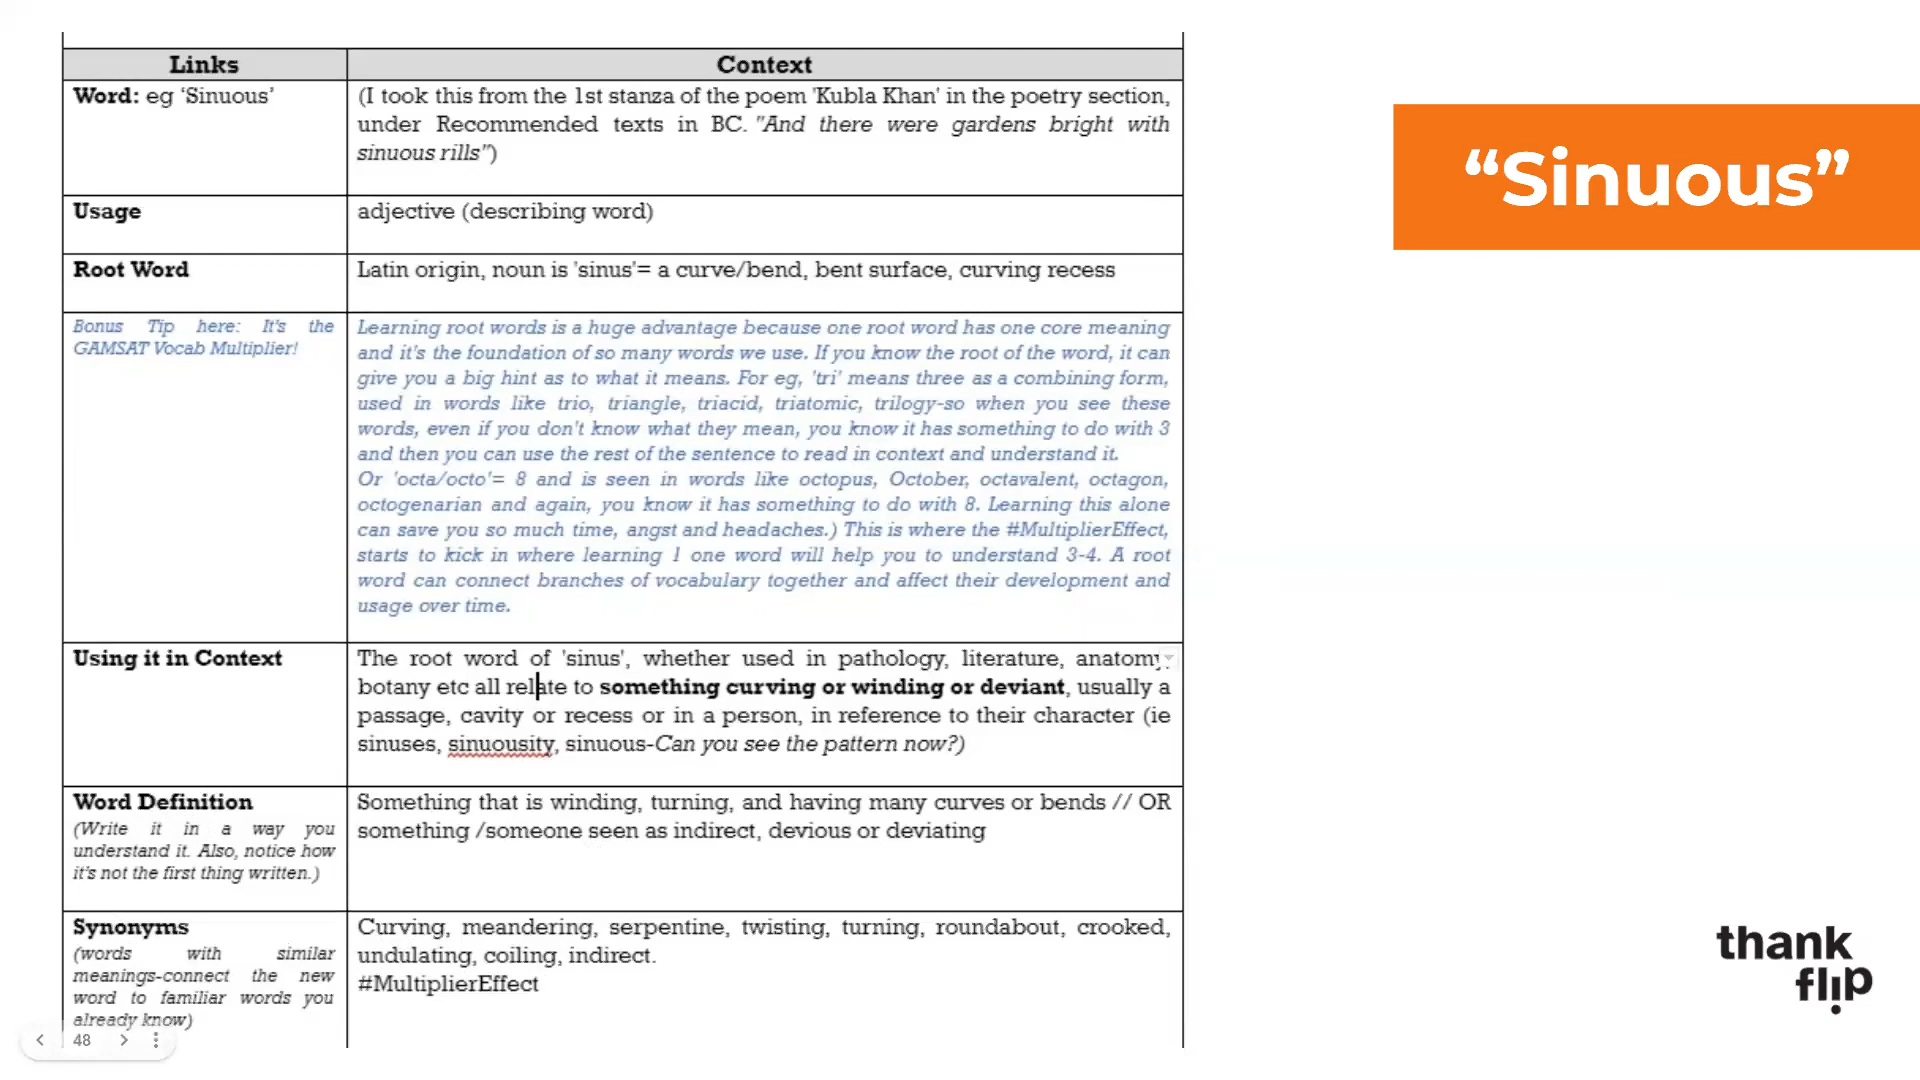 Links
Context
Word: eg ‘Sinuous’
(I took this from the 1st stanza of the poem 'Kubla Khan' in the poetry section,
under Recommended texts in BC. "And there were gardens bright with
sinuous rills")
Usage
adjective (describing word)
Root Word
Latin origin, noun is 'sinus'= a curve/bend, bent surface, curving recess
Bonus Tip here: It's the
GAMSAT Vocab Multiplier!
Learning root words is a huge advantage because one root word has one core meaning
and it's the foundation of so many words we use. If you know the root of the word, it can
give you a big hint as to what it means. For eg, 'tri' means three as a combining form,
used in words like trio, triangle, triacid, triatomic, trilogy-so when you see these
words, even if you don't know what they mean, you know it has something to do with 3
and then you can use the rest of the sentence to read in context and understand it.
Or 'octa/octo'= 8 and is seen in words like octopus, October, octavalent, octagon,
octogenarian and again, you know it has something to do with 8. Learning this alone
can save you so much time, angst and headaches.) This is where the #MultiplierEffect,
starts to kick in where learning 1 one word will help you to understand 3-4. A root
word can connect branches of vocabulary together and affect their development and
usage over time.
Using it in Context
The root word of 'sinus', whether used in pathology, literature, anatomy,
botany etc all relate to something curving or winding or deviant, usually a
passage, cavity or recess or in a person, in reference to their character (ie
sinuses, sinuousity, sinuous-Can you see the pattern now?)
Word Definition
(Write it in a way you
understand it. Also, notice how
it's not the first thing written.)
Something that is winding, turning, and having many curves or bends // OR
something /someone seen as indirect, devious or deviating
Synonyms
(words with similar
meanings-connect the new
word to familiar words you
already know)
Curving, meandering, serpentine, twisting, turning, roundabout, crooked,
undulating, coiling, indirect.
#MultiplierEffect
48
“Sinuous”
thank
flip